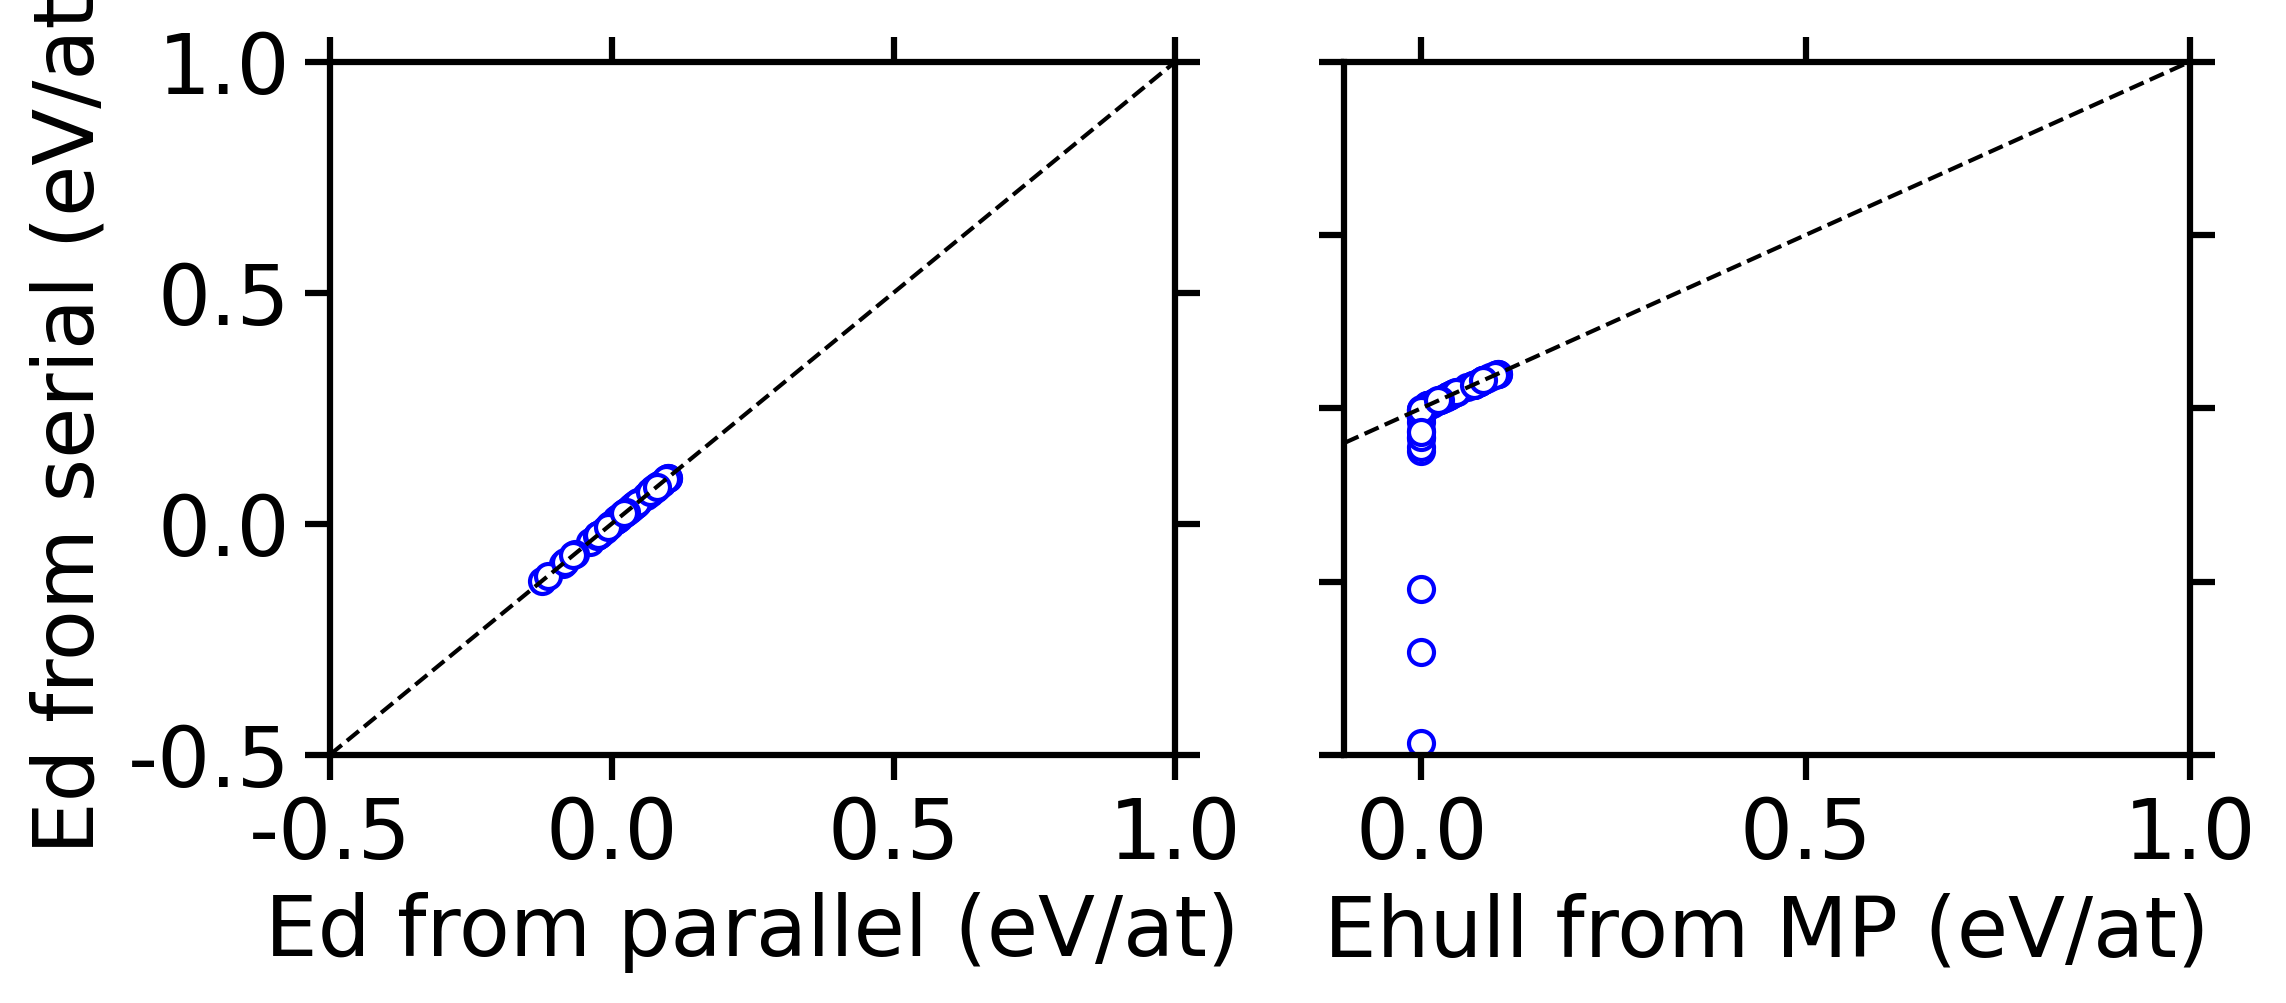 Ed from serial (eV/at
1.0
0.5
0.0
-0.5
-0.5 0.0 0.5 1.0
Ed from parallel (eV/at)
0.0 0.5 1.0
Ehull from MP (eV/at)